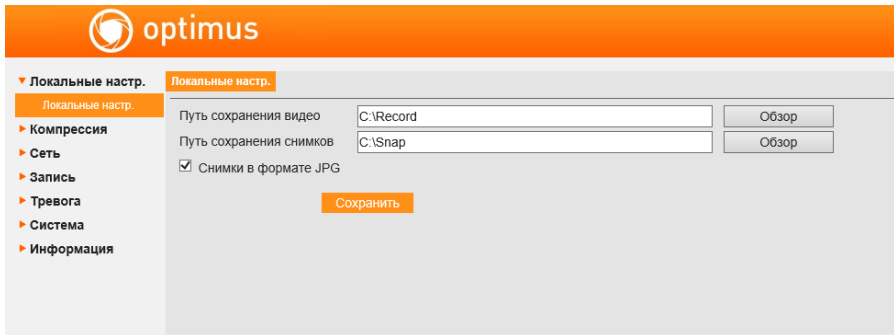 optimus
Локальные настр.
Локальные настр.
Компрессия
Сеть
Запись
Тревога
Система
Информация
Локальные настр.
Путь сохранения видео C:\Record Обзор
Путь сохранения снимков C:\Snap Обзор
Снимки в формате JPG
Сохранить